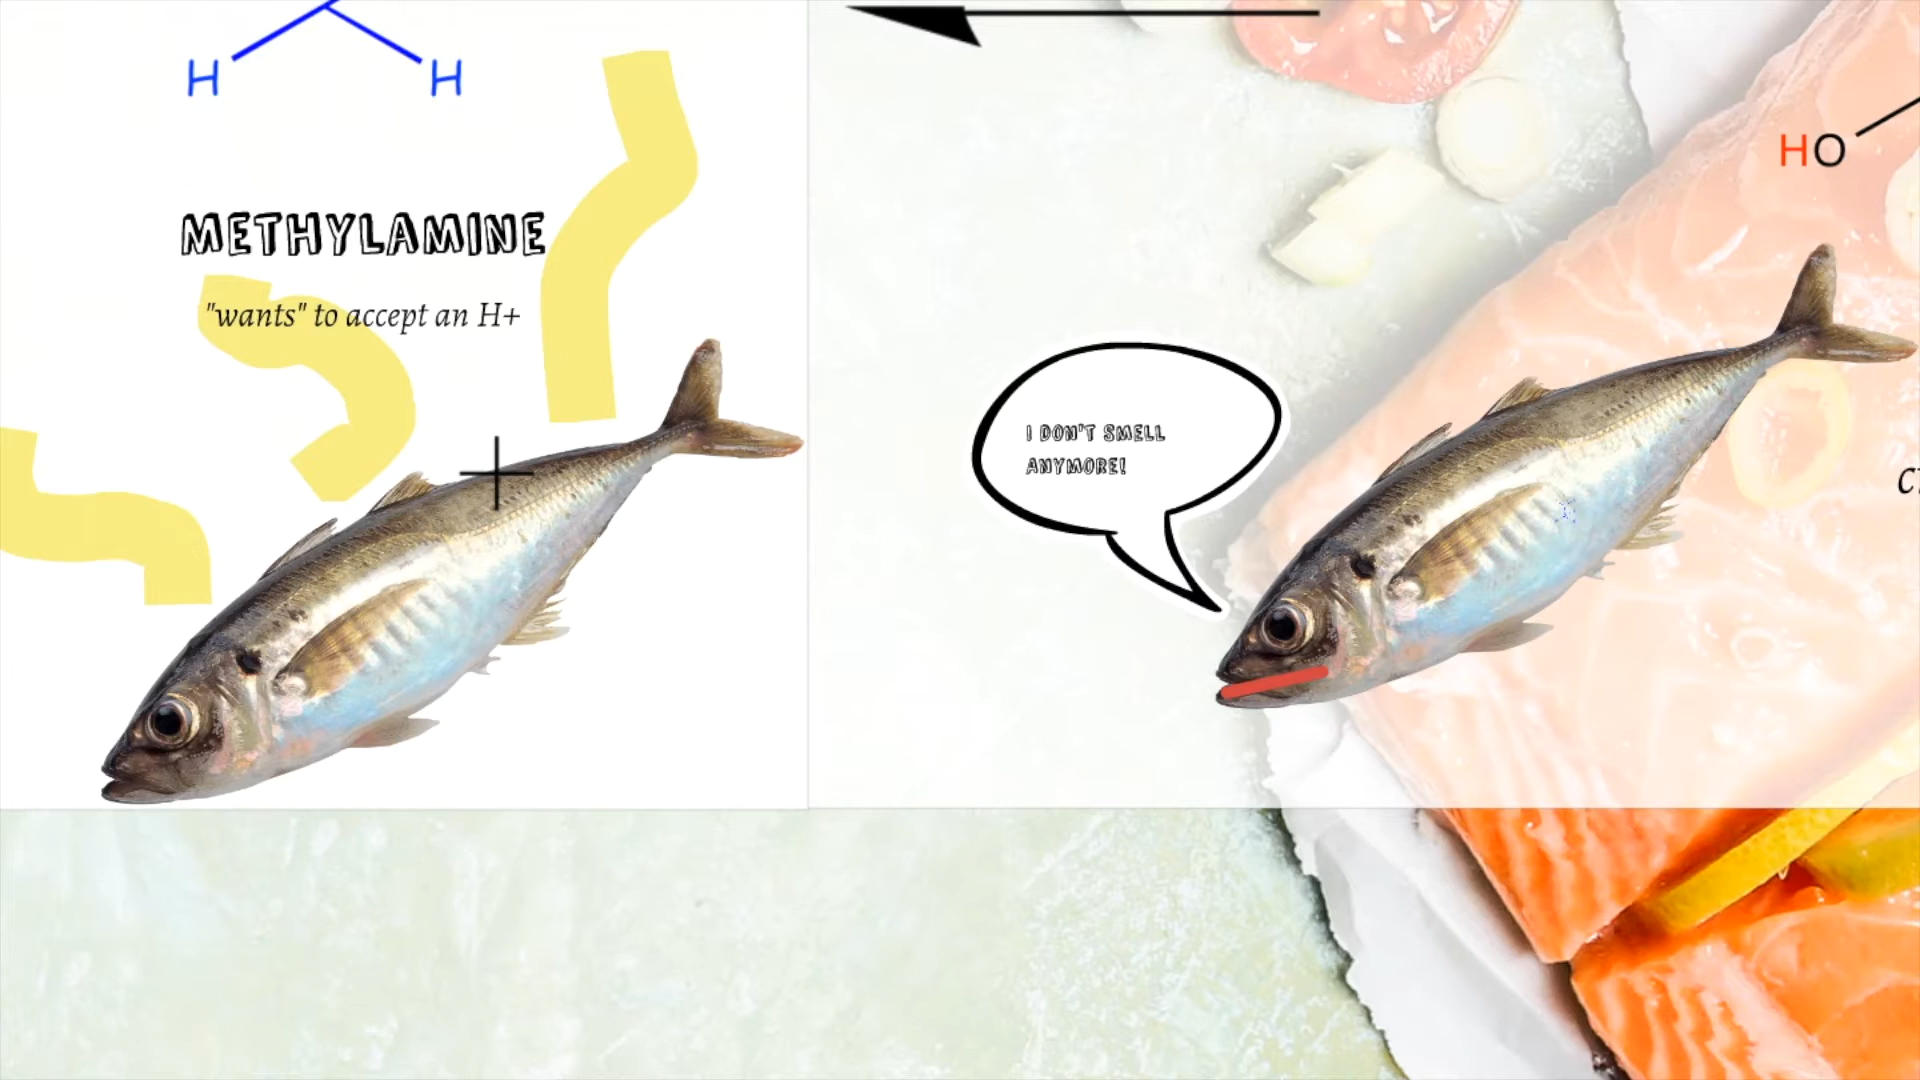 H H
METHYLAMINE
"wants" to accept an H+
HO
I DON'T SMELL
ANYMORE!